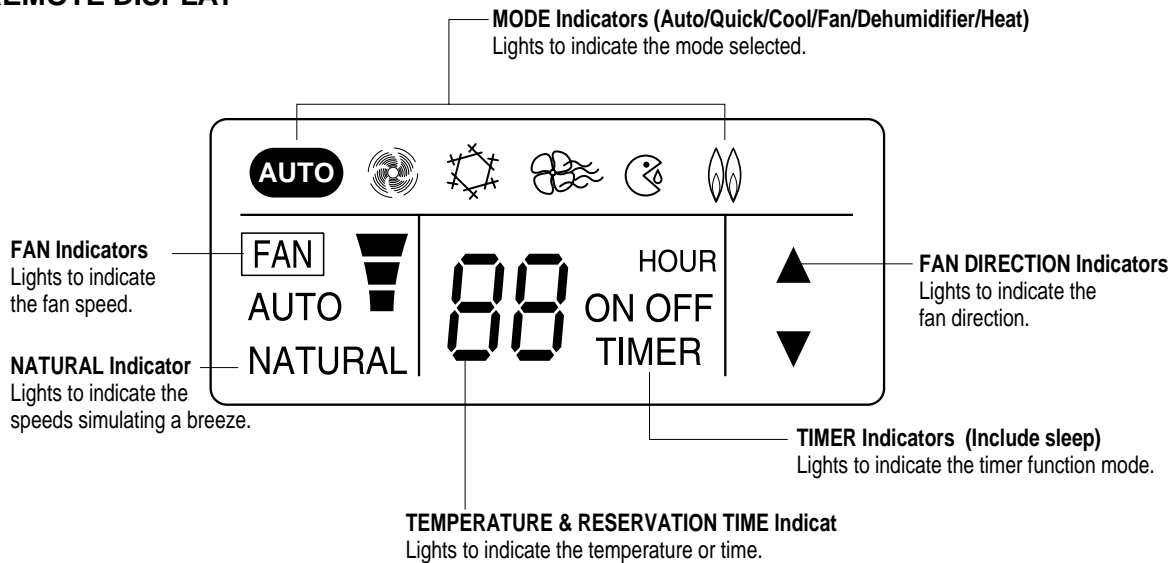 REMOTE DISPLAY
MODE Indicators (Auto/Quick/Cool/Fan/Dehumidifier/Heat)
Lights to indicate the mode selected.
AUTO
FAN Indicators
Lights to indicate
the fan speed.
NATURAL Indicator
Lights to indicate the
speeds simulating a breeze.
FAN
AUTO
NATURAL
88
HOUR
ON OFF
TIMER
FAN DIRECTION Indicators
Lights to indicate the
fan direction.
TIMER Indicators (Include sleep)
Lights to indicate the timer function mode.
TEMPERATURE & RESERVATION TIME Indicat
Lights to indicate the temperature or time.